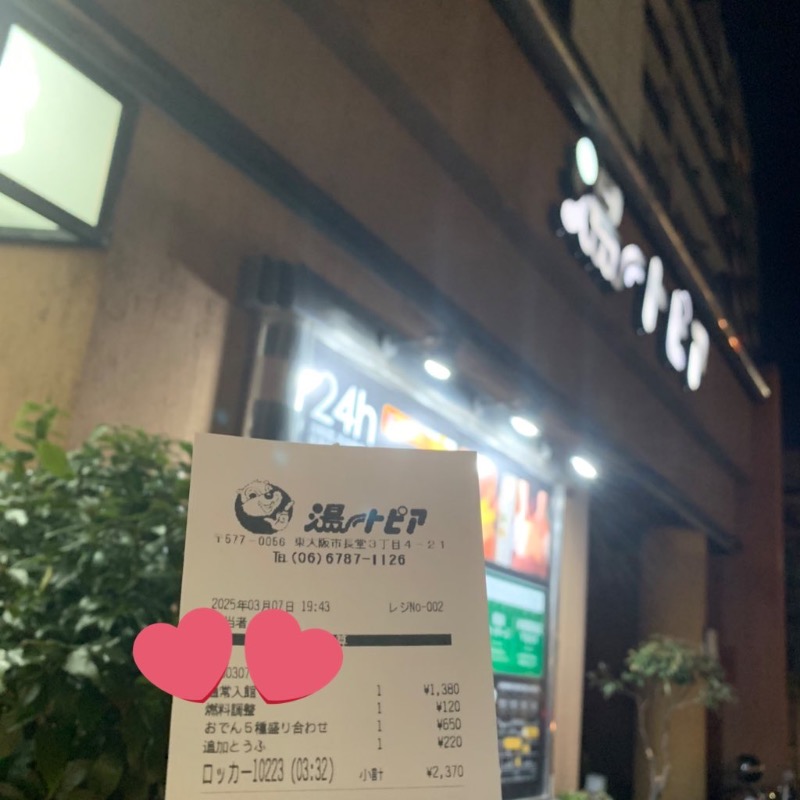 湯〜トピア
24h
湯〜トピア
〒577-0056 東大阪市長堂3丁目4-21
TEL (06)6787-1126
2025年03月07日 19:43 レジNo-002
当者
0307
通常入館 1 ¥1,380
燃料調整 1 ¥120
おでん5種盛り合わせ 1 ¥650
追加とうふ 1 ¥220
ロッカー10223 (03:32) 小計 ¥2,370